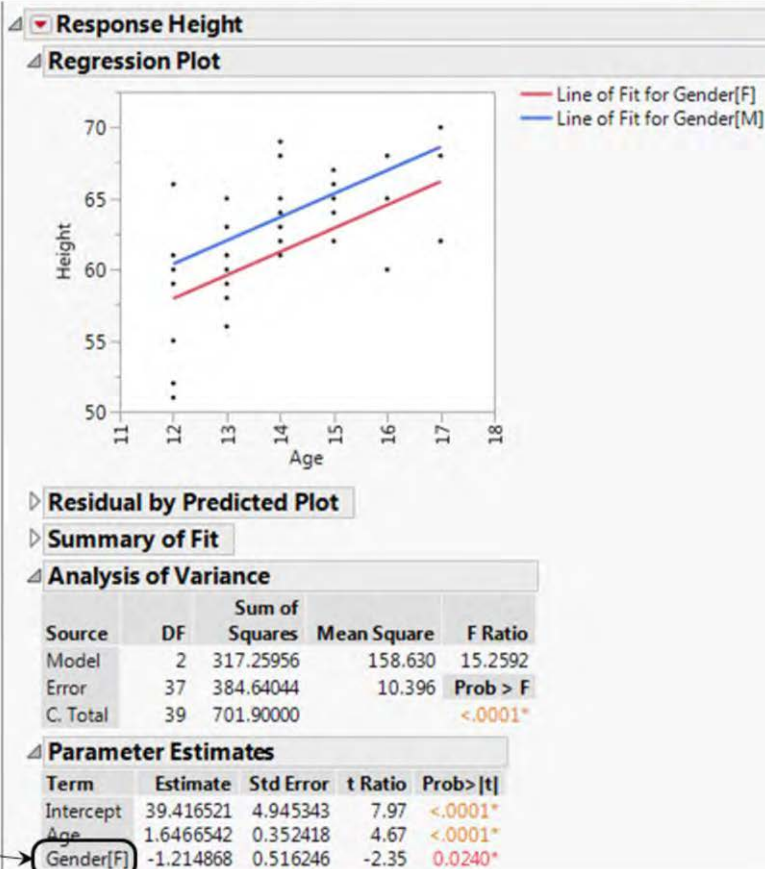 Response Height
Regression Plot
Line of Fit for Gender[F]
Line of Fit for Gender[M]
70
65
60
55
50
Height
11
12
13
14
15
16
17
18
Age
Residual by Predicted Plot
Summary of Fit
Analysis of Variance
Sum of
Source DF Squares Mean Square F Ratio
Model 2 317.25956 158.630 15.2592
Error 37 384.64044 10.396 Prob > F
C. Total 39 701.90000 <.0001*
Parameter Estimates
Term Estimate Std Error t Ratio Prob>|t|
Intercept 39.416521 4.945343 7.97 <.0001*
Age 1.6466542 0.352418 4.67 <.0001*
Gender[F] -1.214868 0.516246 -2.35 0.0240*